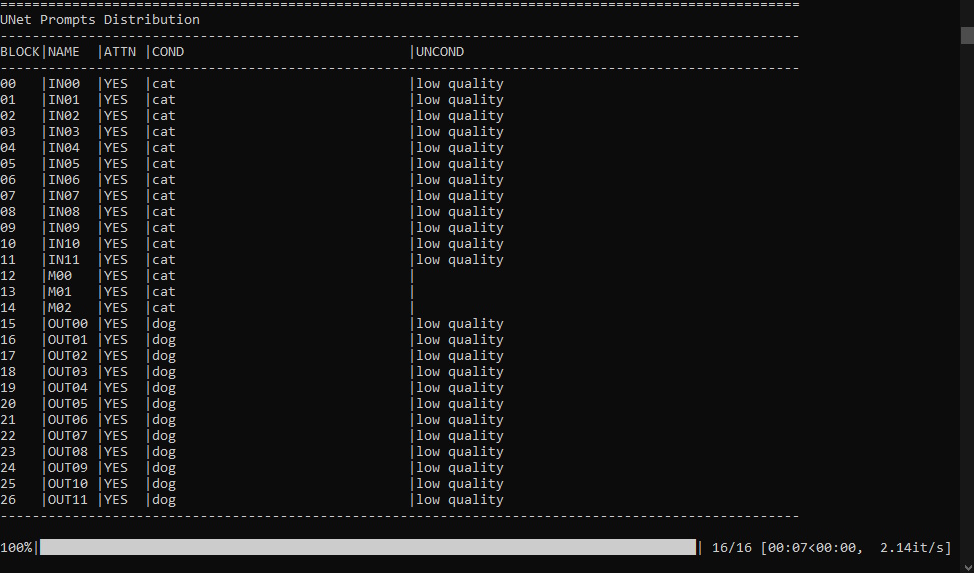 ====================================================================================================
UNet Prompts Distribution
----------------------------------------------------------------------------------------------------
BLOCK|NAME  |ATTN |COND                            |UNCOND
----------------------------------------------------------------------------------------------------
00   |IN00  |YES  |cat                             |low quality
01   |IN01  |YES  |cat                             |low quality
02   |IN02  |YES  |cat                             |low quality
03   |IN03  |YES  |cat                             |low quality
04   |IN04  |YES  |cat                             |low quality
05   |IN05  |YES  |cat                             |low quality
06   |IN06  |YES  |cat                             |low quality
07   |IN07  |YES  |cat                             |low quality
08   |IN08  |YES  |cat                             |low quality
09   |IN09  |YES  |cat                             |low quality
10   |IN10  |YES  |cat                             |low quality
11   |IN11  |YES  |cat                             |low quality
12   |M00   |YES  |cat                             |
13   |M01   |YES  |cat                             |
14   |M02   |YES  |cat                             |
15   |OUT00 |YES  |dog                             |low quality
16   |OUT01 |YES  |dog                             |low quality
17   |OUT02 |YES  |dog                             |low quality
18   |OUT03 |YES  |dog                             |low quality
19   |OUT04 |YES  |dog                             |low quality
20   |OUT05 |YES  |dog                             |low quality
21   |OUT06 |YES  |dog                             |low quality
22   |OUT07 |YES  |dog                             |low quality
23   |OUT08 |YES  |dog                             |low quality
24   |OUT09 |YES  |dog                             |low quality
25   |OUT10 |YES  |dog                             |low quality
26   |OUT11 |YES  |dog                             |low quality
----------------------------------------------------------------------------------------------------
100%| | 16/16 [00:07<00:00,  2.14it/s]